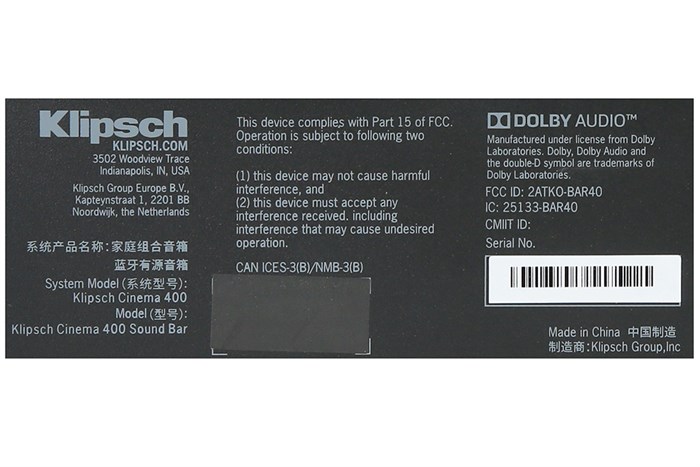 Klipsch
KLIPSCH.COM
3502 Woodview Trace
Indianapolis, IN, USA
Klipsch Group Europe B.V.,
Kapteynstraat 1, 2201 BB
Noordwijk, the Netherlands
系统产品名称: 家庭组合音箱
蓝牙有源音箱
System Model (系统型号):
Klipsch Cinema 400
Model (型号):
Klipsch Cinema 400 Sound Bar
This device complies with Part 15 of FCC.
Operation is subject to following two
conditions:
(1) this device may not cause harmful
interference, and
(2) this device must accept any
interference received. including
interference that may cause undesired
operation.
CAN ICES-3(B)/NMB-3(B)
DOLBY AUDIO™
Manufactured under license from Dolby
Laboratories. Dolby, Dolby Audio and
the double-D symbol are trademarks of
Dolby Laboratories.
FCC ID: 2ATKO-BAR40
IC: 25133-BAR40
CMIIT ID:
Serial No.
Made in China 中国制造
制造商:Klipsch Group,Inc